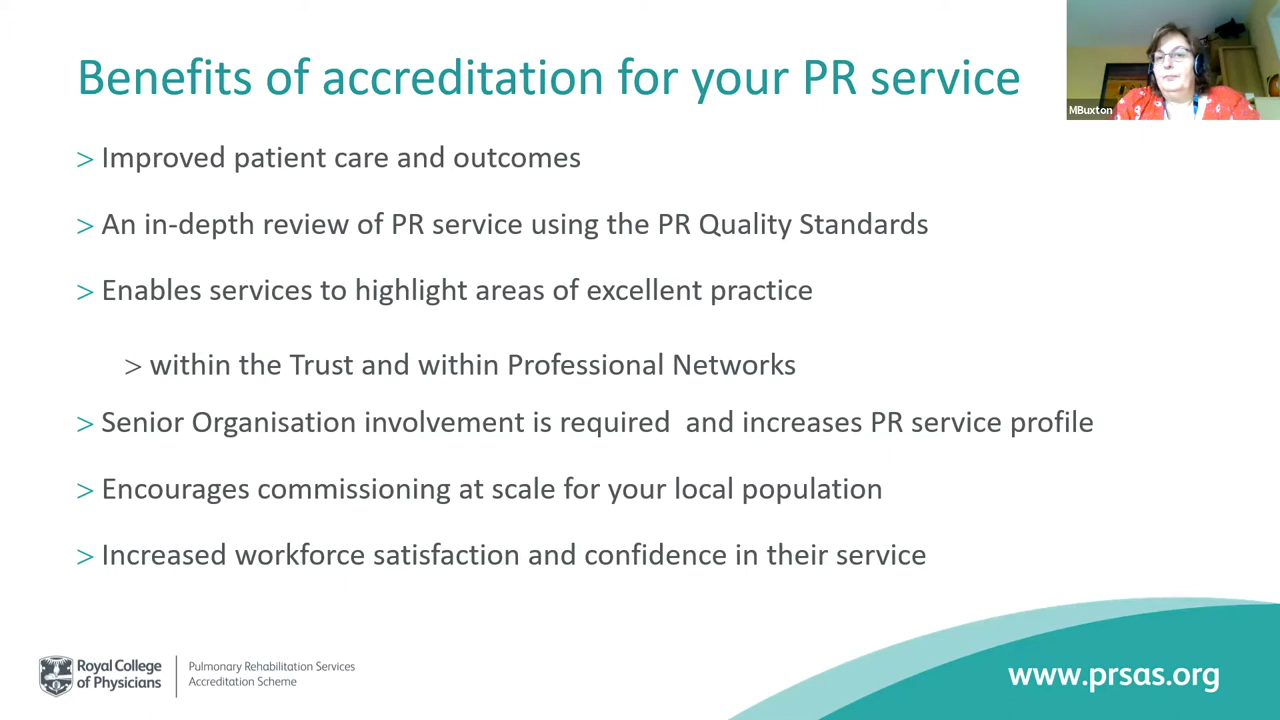 Benefits of accreditation for your PR service
MBuxton
> Improved patient care and outcomes
> An in-depth review of PR service using the PR Quality Standards
> Enables services to highlight areas of excellent practice
> within the Trust and within Professional Networks
> Senior Organisation involvement is required  and increases PR service profile
> Encourages commissioning at scale for your local population
> Increased workforce satisfaction and confidence in their service
Royal College
of Physicians
Pulmonary Rehabilitation Services
Accreditation Scheme
www.prsas.org